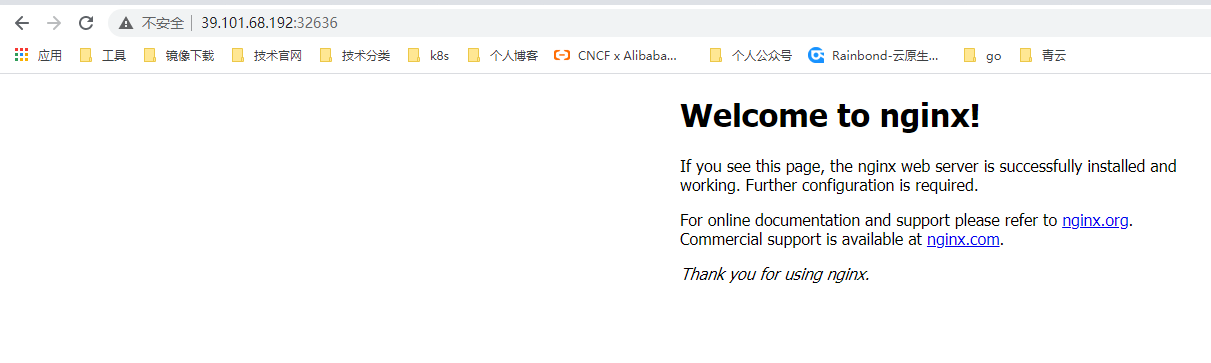 不安全 39.101.68.192:32636
应用 工具 镜像下载 技术官网 技术分类 k8s 个人博客 CNCF x Alibaba... 个人公众号 Rainbond-云原生... go 青云
Welcome to nginx!
If you see this page, the nginx web server is successfully installed and
working. Further configuration is required.
For online documentation and support please refer to nginx.org.
Commercial support is available at nginx.com.
Thank you for using nginx.